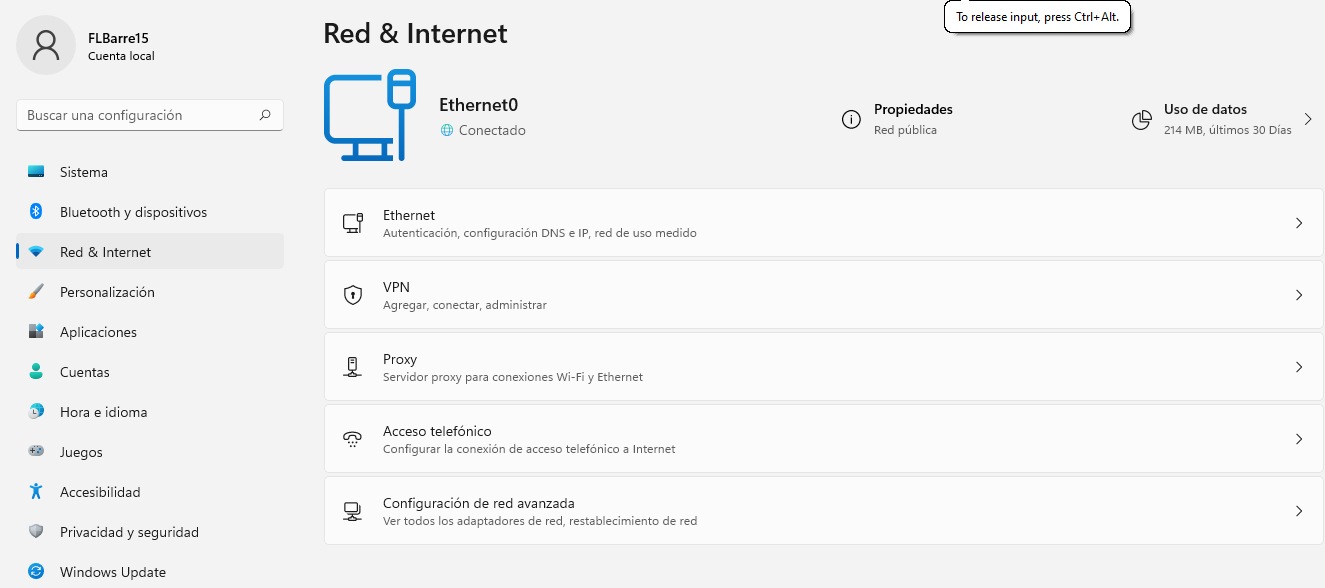 To release input, press Ctrl+Alt.
FLBarre15
Cuenta local
Buscar una configuración
Sistema
Bluetooth y dispositivos
Red & Internet
Personalización
Aplicaciones
Cuentas
Hora e idioma
Juegos
Accesibilidad
Privacidad y seguridad
Windows Update
Red & Internet
Ethernet0
Conectado
Propiedades
Red pública
Uso de datos
214 MB, últimos 30 Días
Ethernet
Autenticación, configuración DNS e IP, red de uso medido
VPN
Agregar, conectar, administrar
Proxy
Servidor proxy para conexiones Wi-Fi y Ethernet
Acceso telefónico
Configurar la conexión de acceso telefónico a Internet
Configuración de red avanzada
Ver todos los adaptadores de red, restablecimiento de red